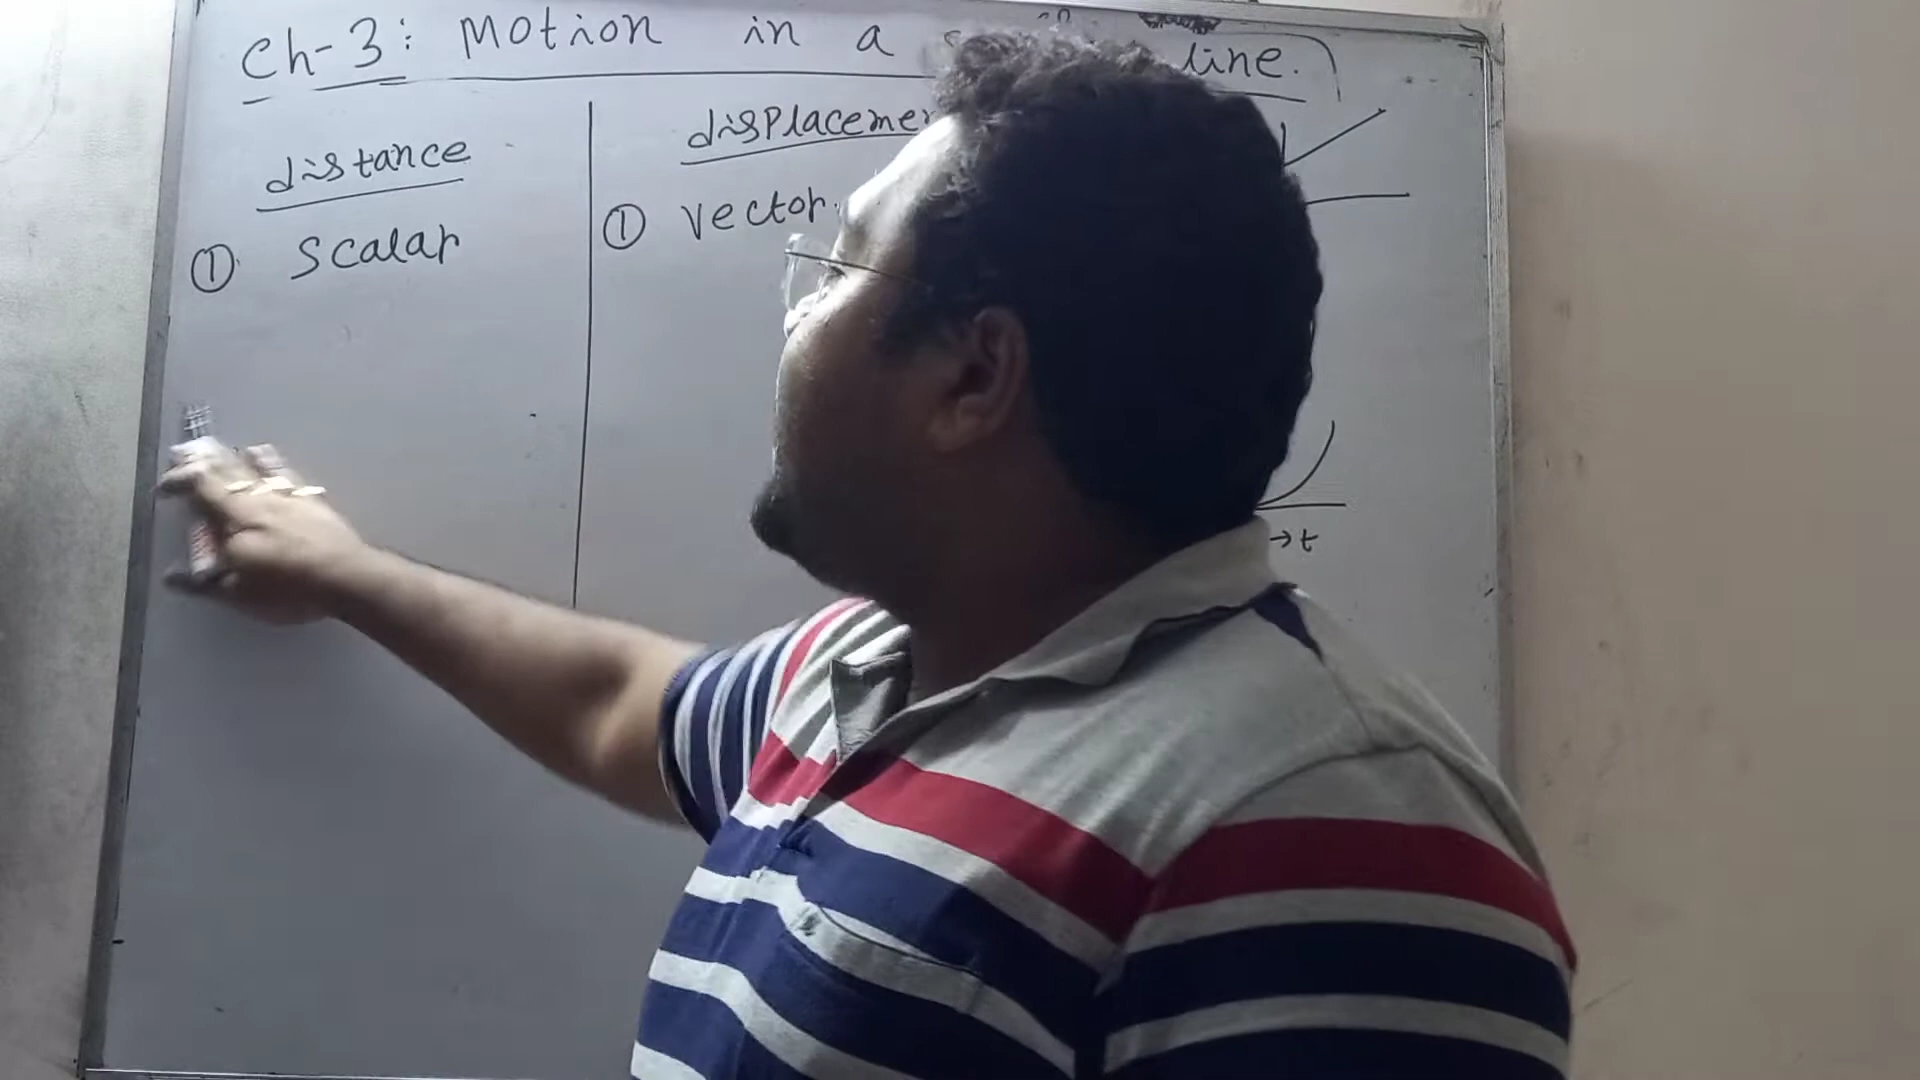 Ch-3: Motion in a line.
distance
displacemen
① scalar
① vector.
→ t